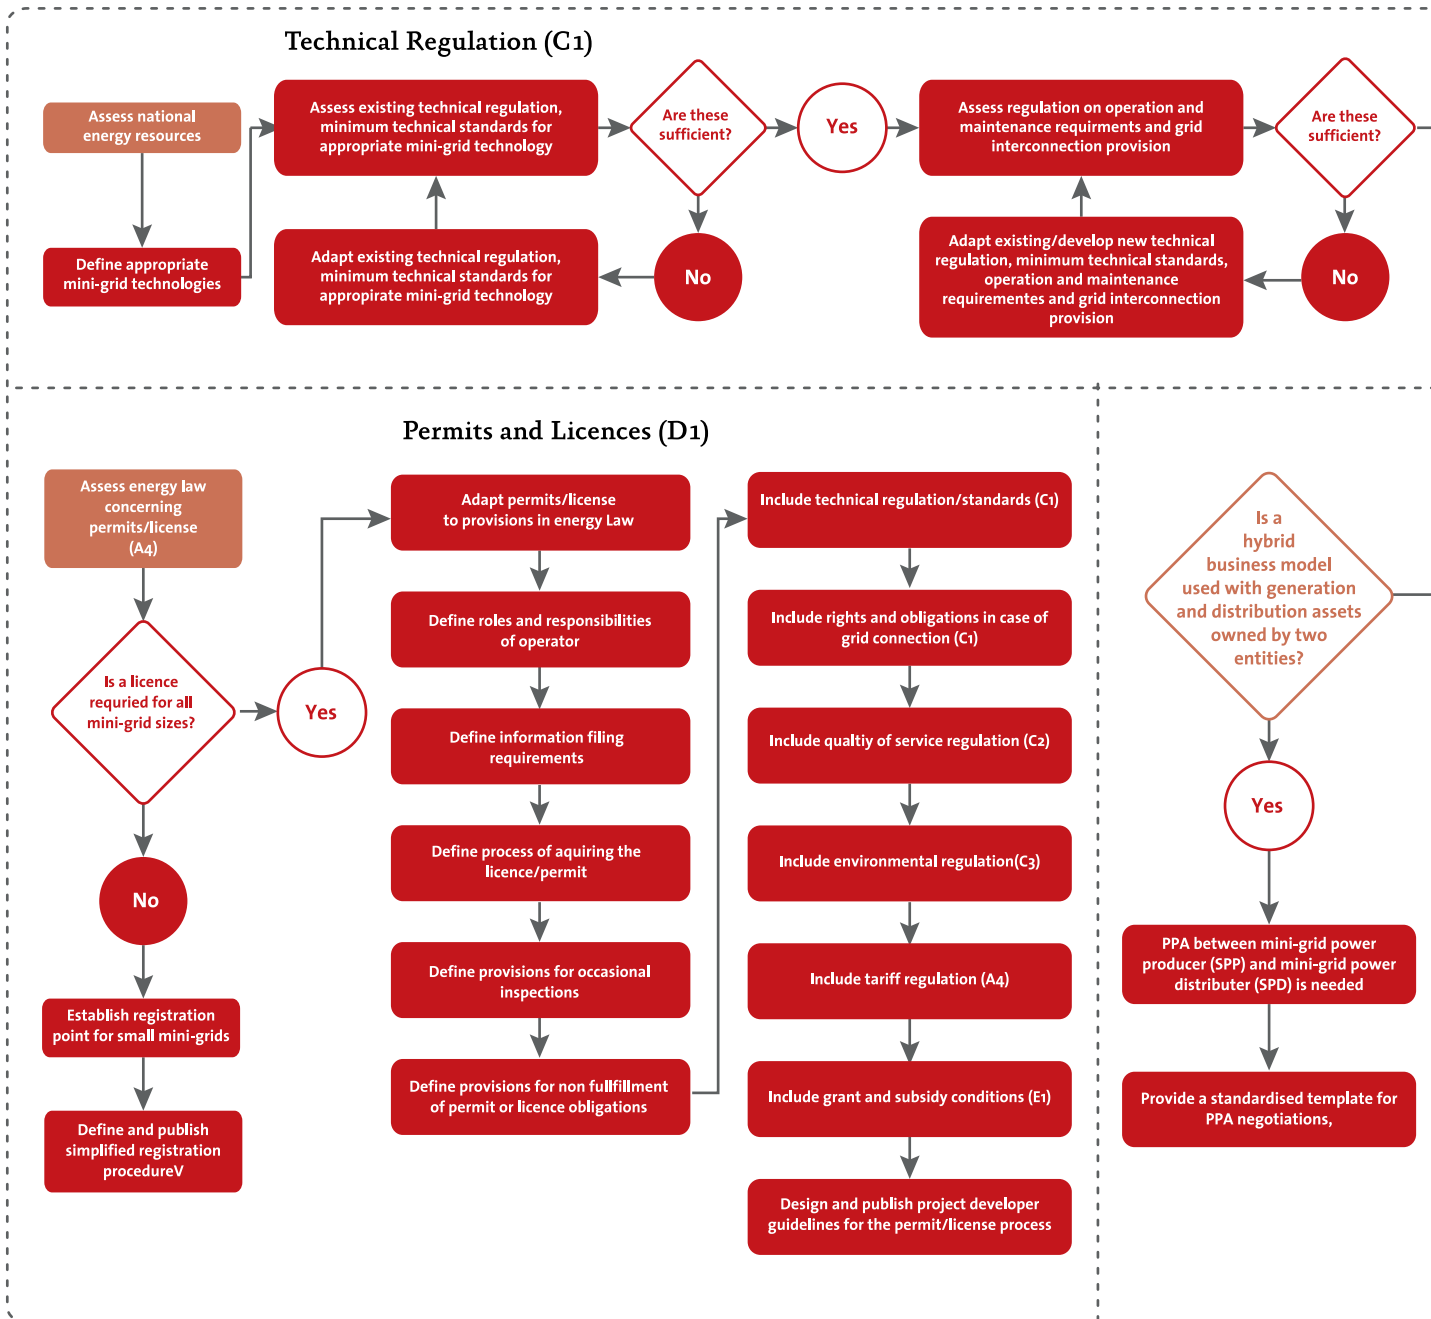 Technical Regulation (C1)
Assess national
energy resources
Define appropriate
mini-grid technologies
Assess existing technical regulation,
minimum technical standards for
appropriate mini-grid technology
Adapt existing technical regulation,
minimum technical standards for
appropirate mini-grid technology
Are these
sufficient?
No
Yes
Assess regulation on operation and
maintenance requirments and grid
interconnection provision
Adapt existing/develop new technical
regulation, minimum technical standards,
operation and maintenance
requirementes and grid interconnection
provision
Are these
sufficient?
No
Permits and Licences (D1)
Assess energy law
concerning
permits/license
(A4)
Is a licence
requried for all
mini-grid sizes?
Yes
No
Establish registration
point for small mini-grids
Define and publish
simplified registration
procedureV
Adapt permits/license
to provisions in energy Law
Define roles and responsibilities
of operator
Define information filing
requirements
Define process of aquiring the
licence/permit
Define provisions for occasional
inspections
Define provisions for non fullfillment
of permit or licence obligations
Include technical regulation/standards (C1)
Include rights and obligations in case of
grid connection (C1)
Include qualtiy of service regulation (C2)
Include environmental regulation(C3)
Include tariff regulation (A4)
Include grant and subsidy conditions (E1)
Design and publish project developer
guidelines for the permit/license process
Is a
hybrid
business model
used with generation
and distribution assets
owned by two
entities?
Yes
PPA between mini-grid power
producer (SPP) and mini-grid power
distributer (SPD) is needed
Provide a standardised template for
PPA negotiations,